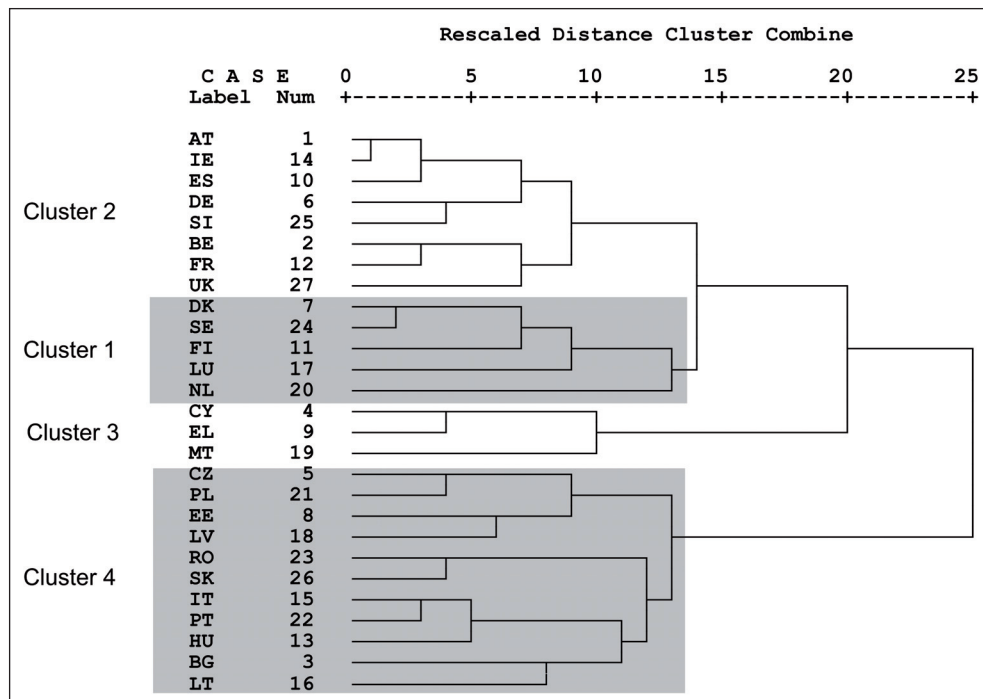 Rescaled Distance Cluster Combine
C A S E 0 5 10 15 20 25
Label Num +---------+---------+---------+---------+---------+
AT 1
IE 14
ES 10
DE 6
Cluster 2
SI 25
BE 2
FR 12
UK 27
DK 7
SE 24
Cluster 1
FI 11
LU 17
NL 20
CY 4
Cluster 3
EL 9
MT 19
CZ 5
PL 21
EE 8
LV 18
RO 23
Cluster 4
SK 26
IT 15
PT 22
HU 13
BG 3
LT 16